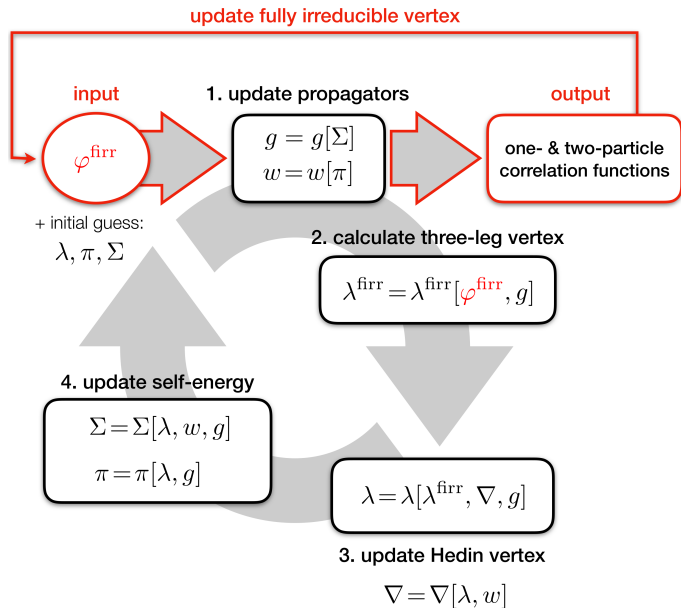 update fully irreducible vertex
input
1. update propagators
output
φ^firr
g = g[Σ]
w = w[π]
one- & two-particle
correlation functions
+ initial guess:
λ, π, Σ
2. calculate three-leg vertex
λ^firr = λ^firr[φ^firr, g]
4. update self-energy
Σ = Σ[λ, w, g]
π = π[λ, g]
λ = λ[λ^firr, ∇, g]
3. update Hedin vertex
∇ = ∇[λ, w]